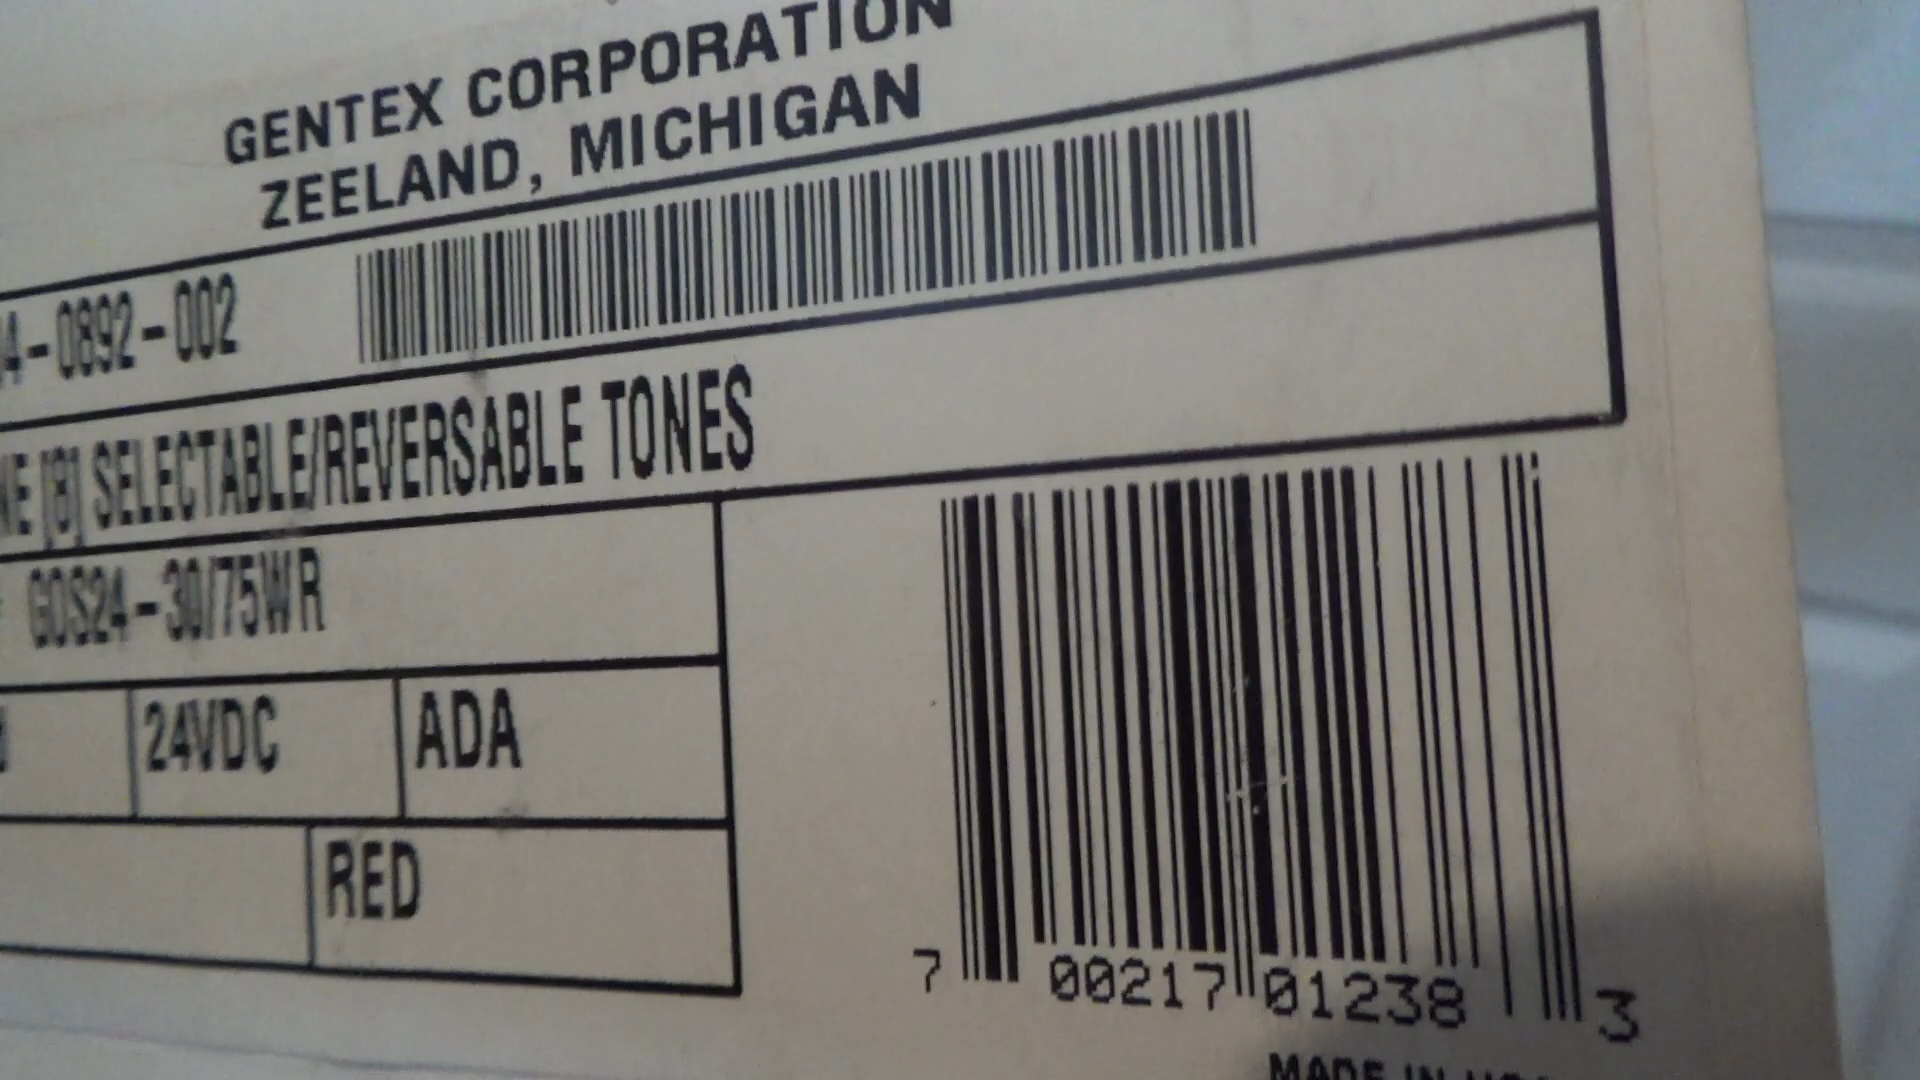 GENTEX CORPORATION
ZEELAND, MICHIGAN
4-0892-002
[8] SELECTABLE/REVERSABLE TONES
GOS24-30/75WR
24VDC
ADA
RED
7 00217 01238 3
MADE IN